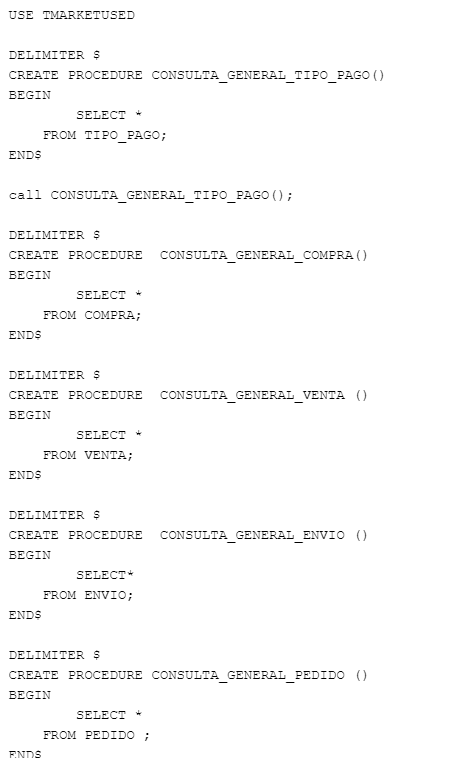 USE TMARKETUSED
DELIMITER $
CREATE PROCEDURE CONSULTA_GENERAL_TIPO_PAGO()
BEGIN
SELECT *
FROM TIPO_PAGO;
END$
call CONSULTA_GENERAL_TIPO_PAGO();
DELIMITER $
CREATE PROCEDURE  CONSULTA_GENERAL_COMPRA()
BEGIN
SELECT *
FROM COMPRA;
END$
DELIMITER $
CREATE PROCEDURE  CONSULTA_GENERAL_VENTA ()
BEGIN
SELECT *
FROM VENTA;
END$
DELIMITER $
CREATE PROCEDURE  CONSULTA_GENERAL_ENVIO ()
BEGIN
SELECT*
FROM ENVIO;
END$
DELIMITER $
CREATE PROCEDURE CONSULTA_GENERAL_PEDIDO ()
BEGIN
SELECT *
FROM PEDIDO ;
END$